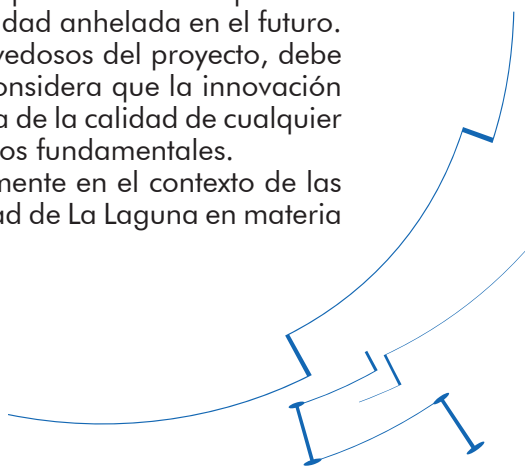 dad anhelada en el futuro.
vedosos del proyecto, debe
onsidera que la innovación
a de la calidad de cualquier
os fundamentales.
mente en el contexto de las
ad de La Laguna en materia